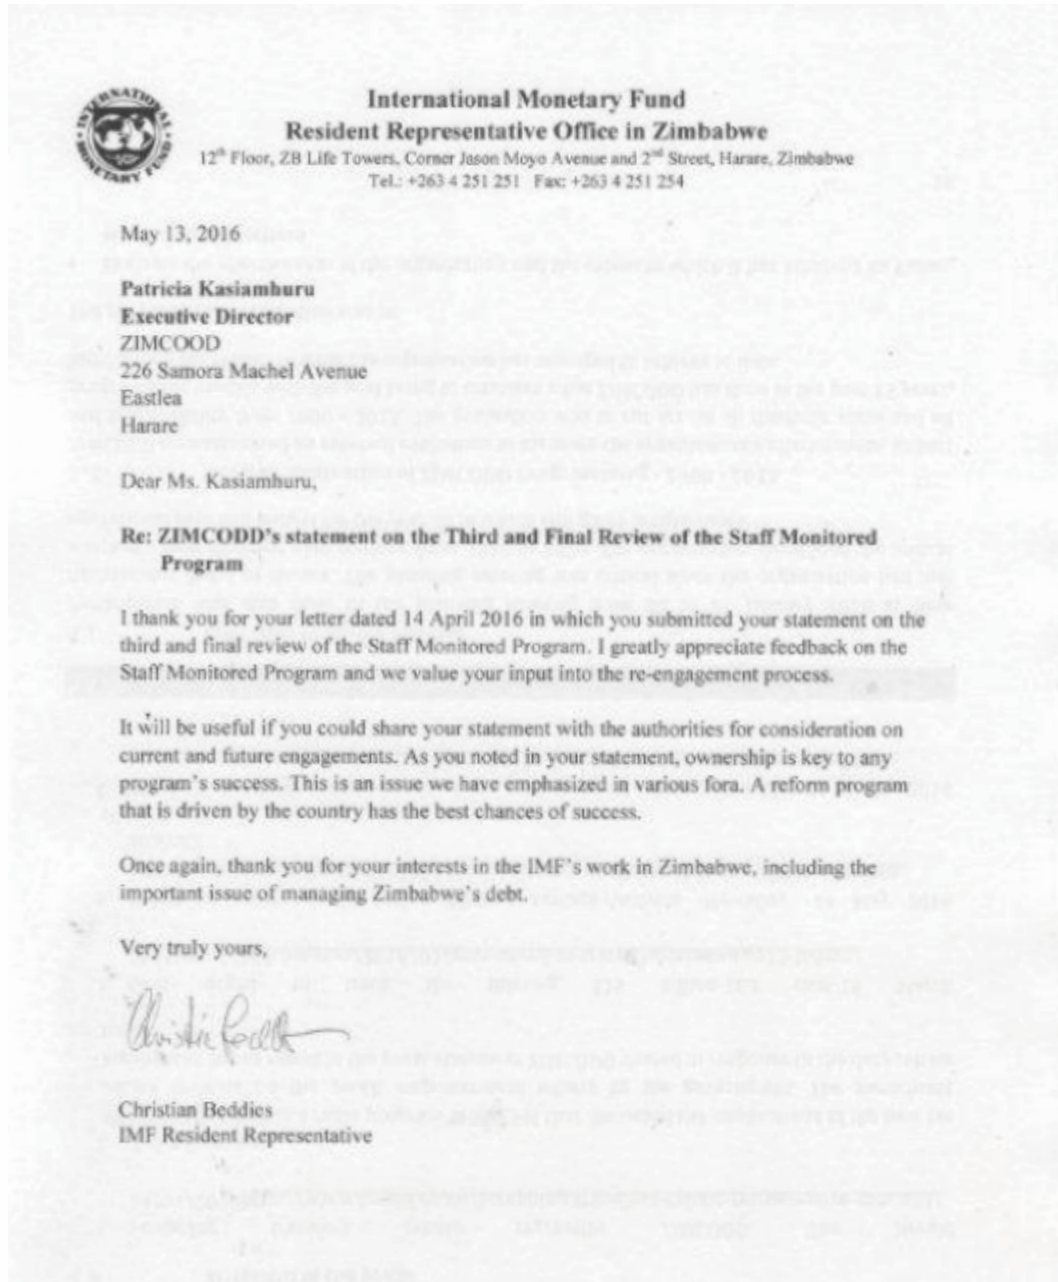 INTERNATIONAL MONETARY FUND
International Monetary Fund
Resident Representative Office in Zimbabwe
12th Floor, ZB Life Towers, Corner Jason Moyo Avenue and 2nd Street, Harare, Zimbabwe
Tel.: +263 4 251 251 Fax: +263 4 251 254
May 13, 2016
Patricia Kasiamhuru
Executive Director
ZIMCOOD
226 Samora Machel Avenue
Eastlea
Harare
Dear Ms. Kasiamhuru,
Re: ZIMCODD's statement on the Third and Final Review of the Staff Monitored
Program
I thank you for your letter dated 14 April 2016 in which you submitted your statement on the
third and final review of the Staff Monitored Program. I greatly appreciate feedback on the
Staff Monitored Program and we value your input into the re-engagement process.
It will be useful if you could share your statement with the authorities for consideration on
current and future engagements. As you noted in your statement, ownership is key to any
program's success. This is an issue we have emphasized in various fora. A reform program
that is driven by the country has the best chances of success.
Once again, thank you for your interests in the IMF's work in Zimbabwe, including the
important issue of managing Zimbabwe's debt.
Very truly yours,
Christian Beddies
IMF Resident Representative